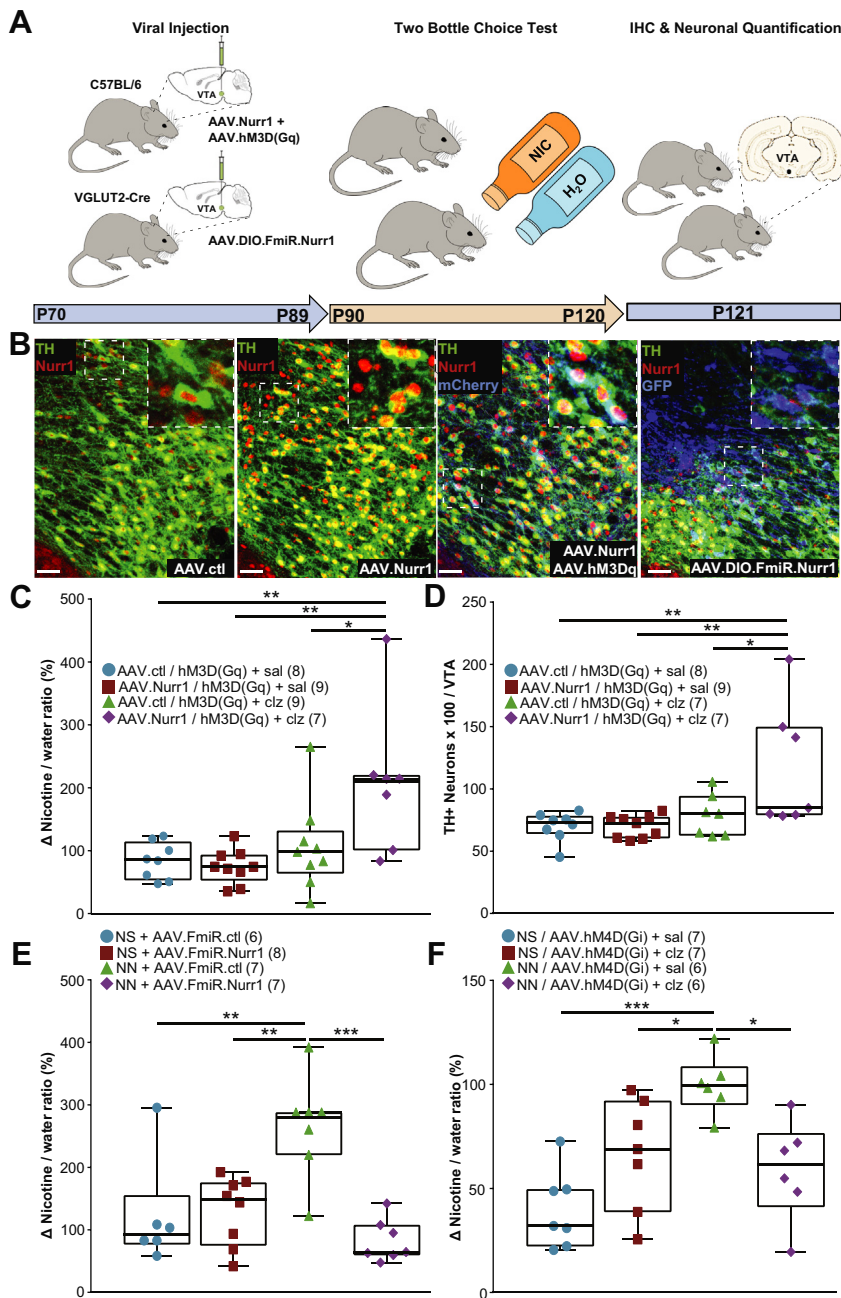 A
Viral Injection
Two Bottle Choice Test
IHC & Neuronal Quantification
C57BL/6
VTA
AAV.Nurr1 +
AAV.hM3D(Gq)
VGLUT2-Cre
VTA
AAV.DIO.FmiR.Nurr1
NIC
H2O
VTA
P70
P89
P90
P120
P121
B
TH
Nurr1
AAV.ctl
TH
Nurr1
AAV.Nurr1
TH
Nurr1
mCherry
AAV.Nurr1
AAV.hM3Dq
TH
Nurr1
GFP
AAV.DIO.FmiR.Nurr1
C
Δ Nicotine / water ratio (%)
500
400
300
200
100
0
**
**
*
AAV.ctl / hM3D(Gq) + sal (8)
AAV.Nurr1 / hM3D(Gq) + sal (9)
AAV.ctl / hM3D(Gq) + clz (9)
AAV.Nurr1 / hM3D(Gq) + clz (7)
D
TH+ Neurons x 100 / VTA
250
200
150
100
50
0
**
**
*
AAV.ctl / hM3D(Gq) + sal (8)
AAV.Nurr1 / hM3D(Gq) + sal (9)
AAV.ctl / hM3D(Gq) + clz (7)
AAV.Nurr1 / hM3D(Gq) + clz (7)
E
NS + AAV.FmiR.ctl (6)
NS + AAV.FmiR.Nurr1 (8)
NN + AAV.FmiR.ctl (7)
NN + AAV.FmiR.Nurr1 (7)
Δ Nicotine / water ratio (%)
500
400
300
200
100
0
**
**
***
F
NS / AAV.hM4D(Gi) + sal (7)
NS / AAV.hM4D(Gi) + clz (7)
NN / AAV.hM4D(Gi) + sal (6)
NN / AAV.hM4D(Gi) + clz (6)
Δ Nicotine / water ratio (%)
150
100
50
0
***
*
*